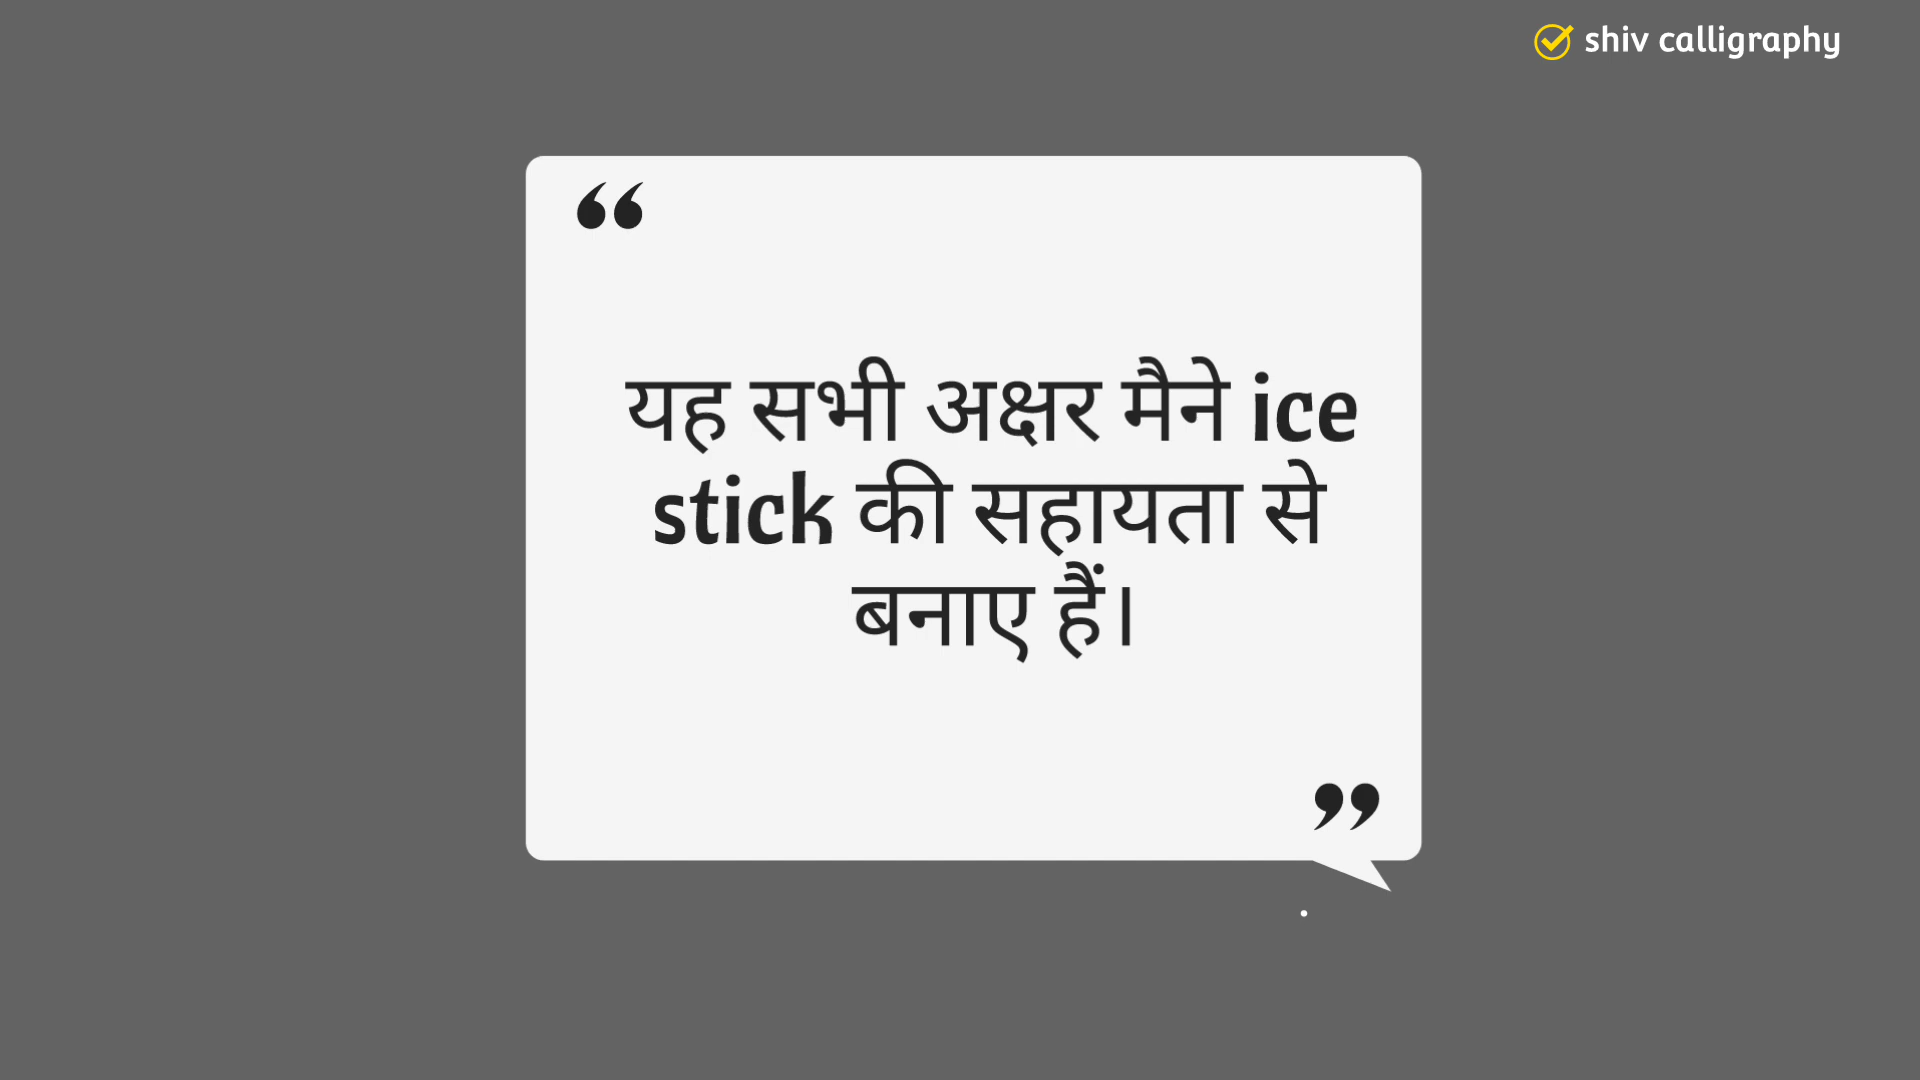 shiv calligraphy
“
यह सभी अक्षर मैने ice
stick की सहायता से
बनाए हैं।
”
.